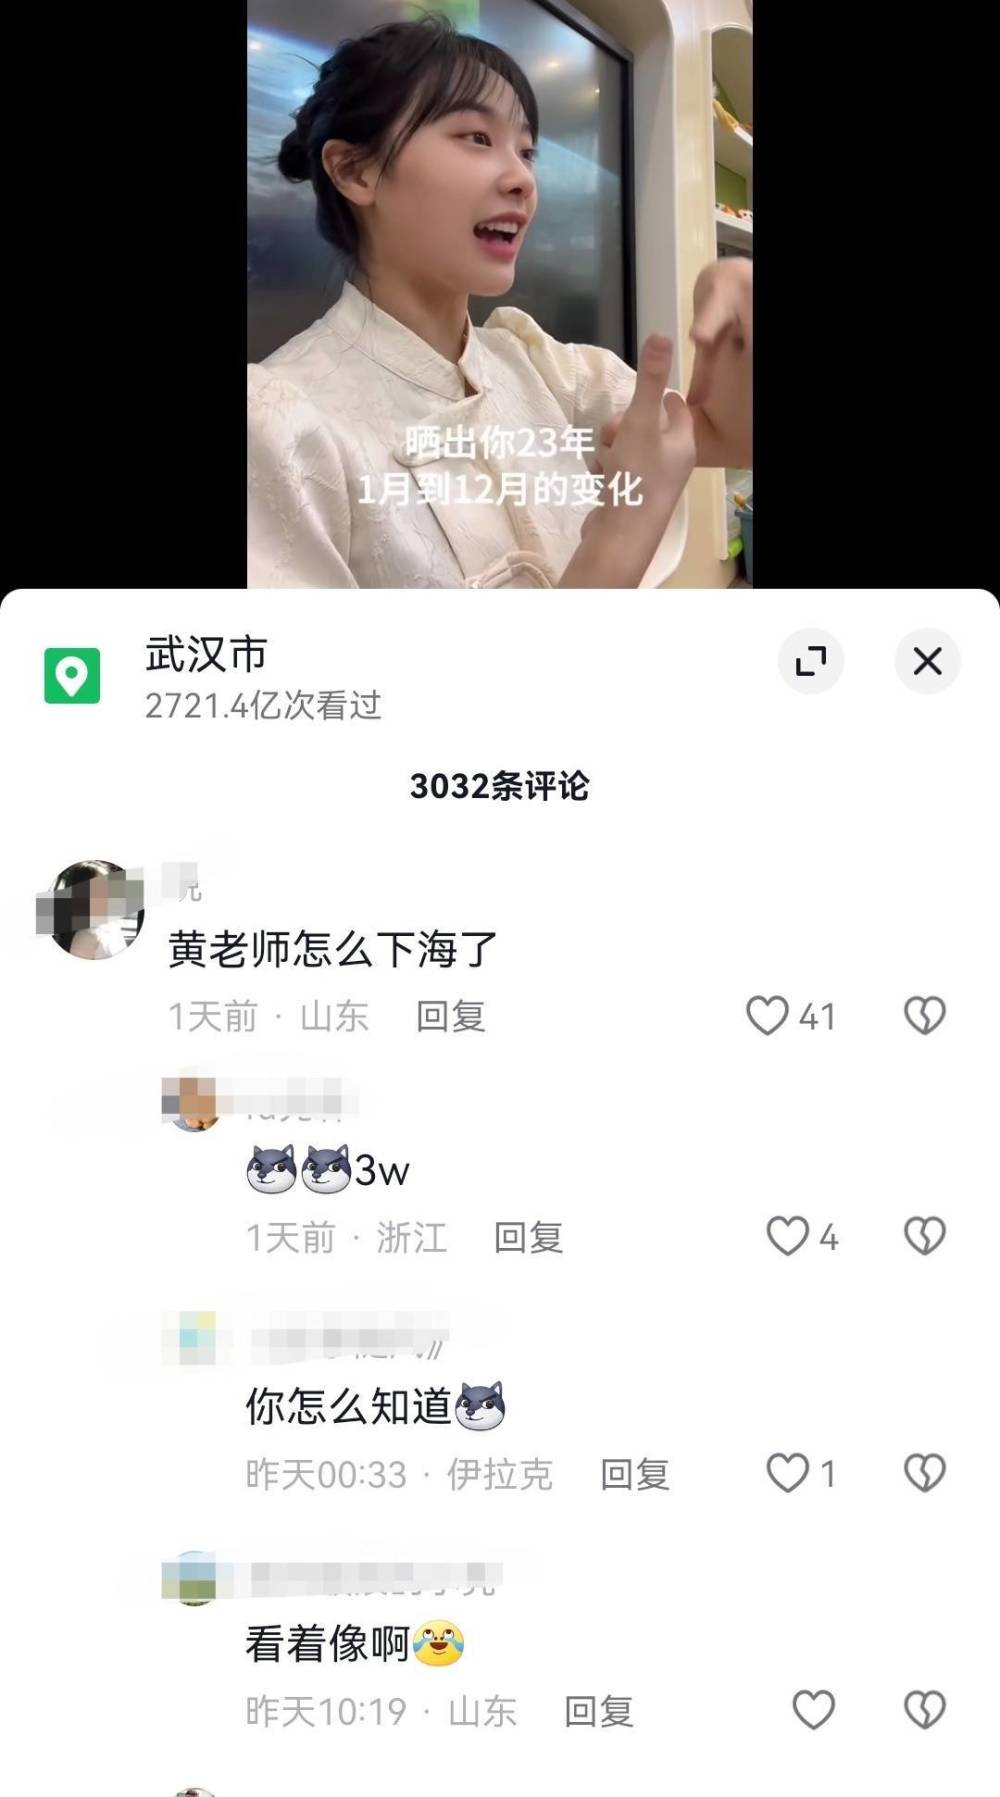 晒出你23年
1月到12月的变化
武汉市
2721.4亿次看过
3032条评论
黄老师怎么下海了
1天前 · 山东 回复 41
3w
1天前 · 浙江 回复 4
你怎么知道
昨天00:33 · 伊拉克 回复 1
看着像啊
昨天10:19 · 山东 回复